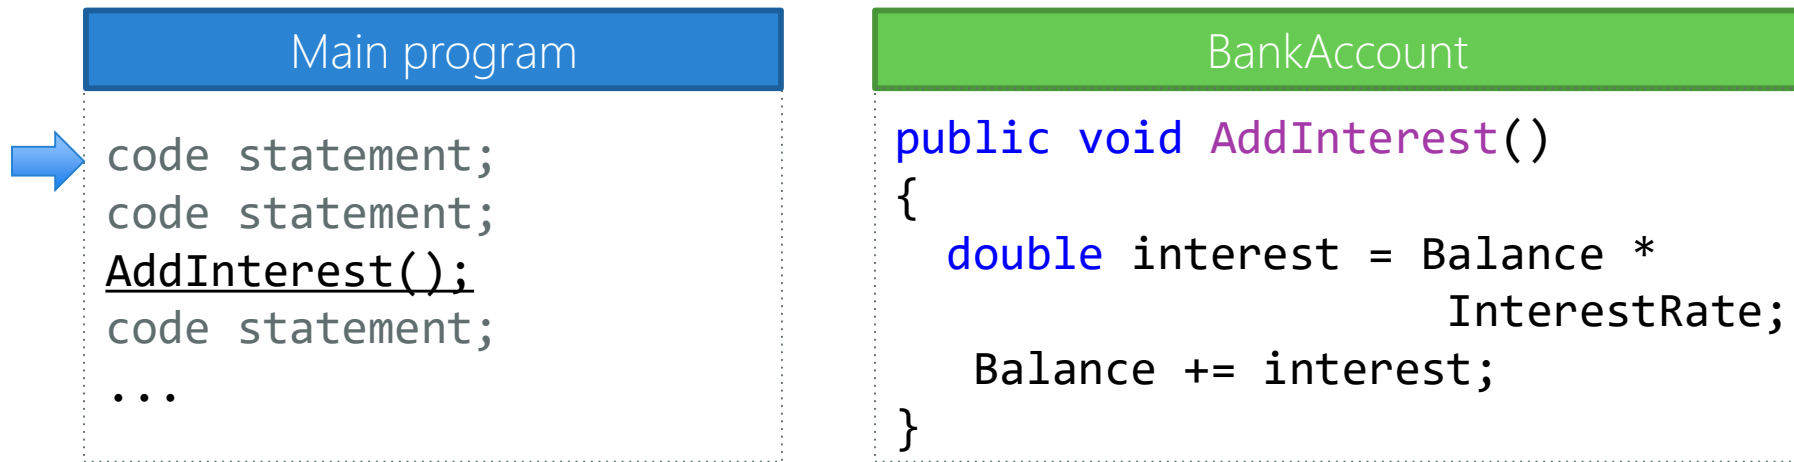 Main program
code statement;
code statement;
AddInterest();
code statement;
...
BankAccount
public void AddInterest()
{
double interest = Balance *
InterestRate;
Balance += interest;
}